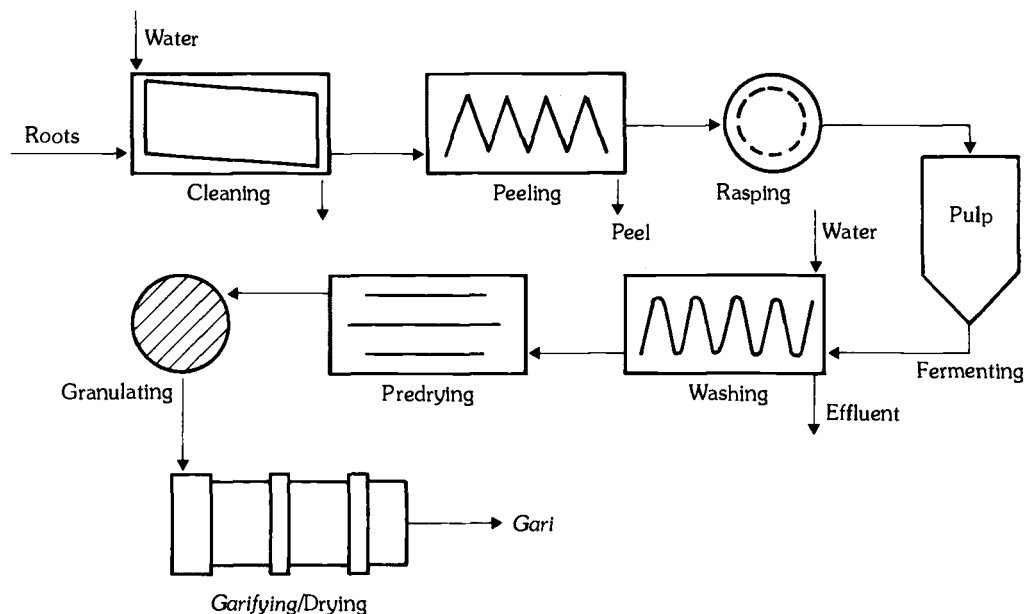 Water
Roots
Cleaning
Peeling
Peel
Rasping
Pulp
Fermenting
Water
Washing
Effluent
Predrying
Granulating
Garifying/Drying
Gari